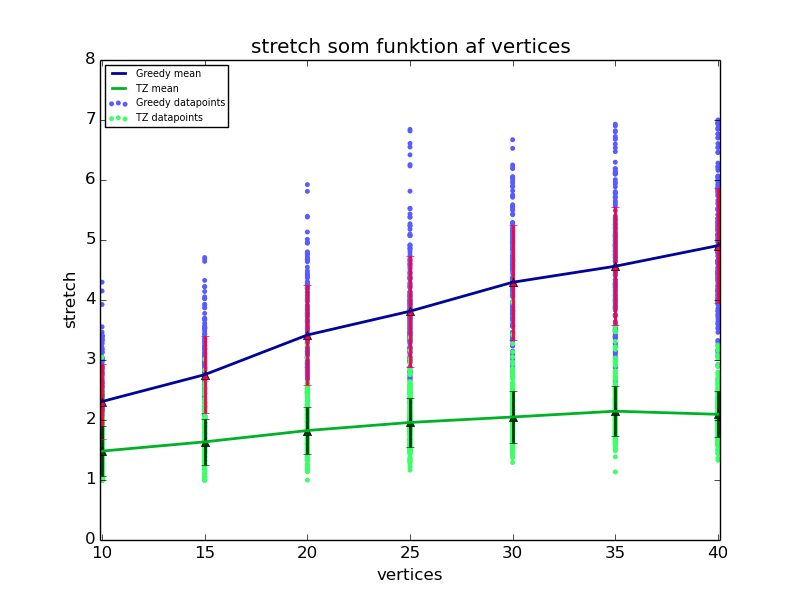 stretch som funktion af vertices
8
7
6
5
4
3
2
1
0
stretch
Greedy mean
TZ mean
Greedy datapoints
TZ datapoints
10 15 20 25 30 35 40
vertices